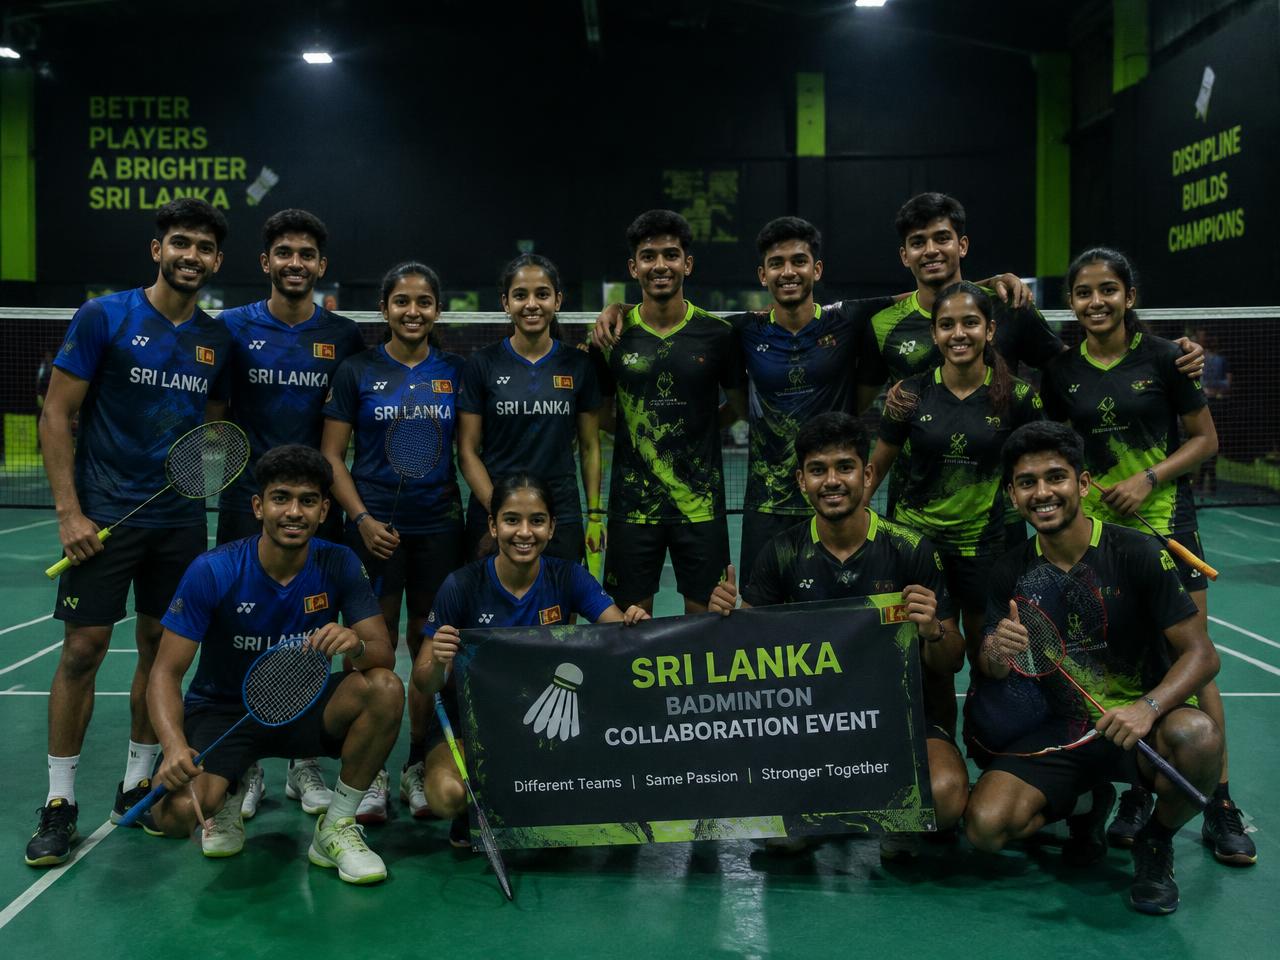 BETTER
PLAYERS
A BRIGHTER
SRI LANKA
DISCIPLINE
BUILDS
CHAMPIONS
SRI LANKA
SRI LANKA
SRI LANKA
SRI LANKA
SRI LANKA
SRI LANKA
BADMINTON
COLLABORATION EVENT
Different Teams | Same Passion | Stronger Together